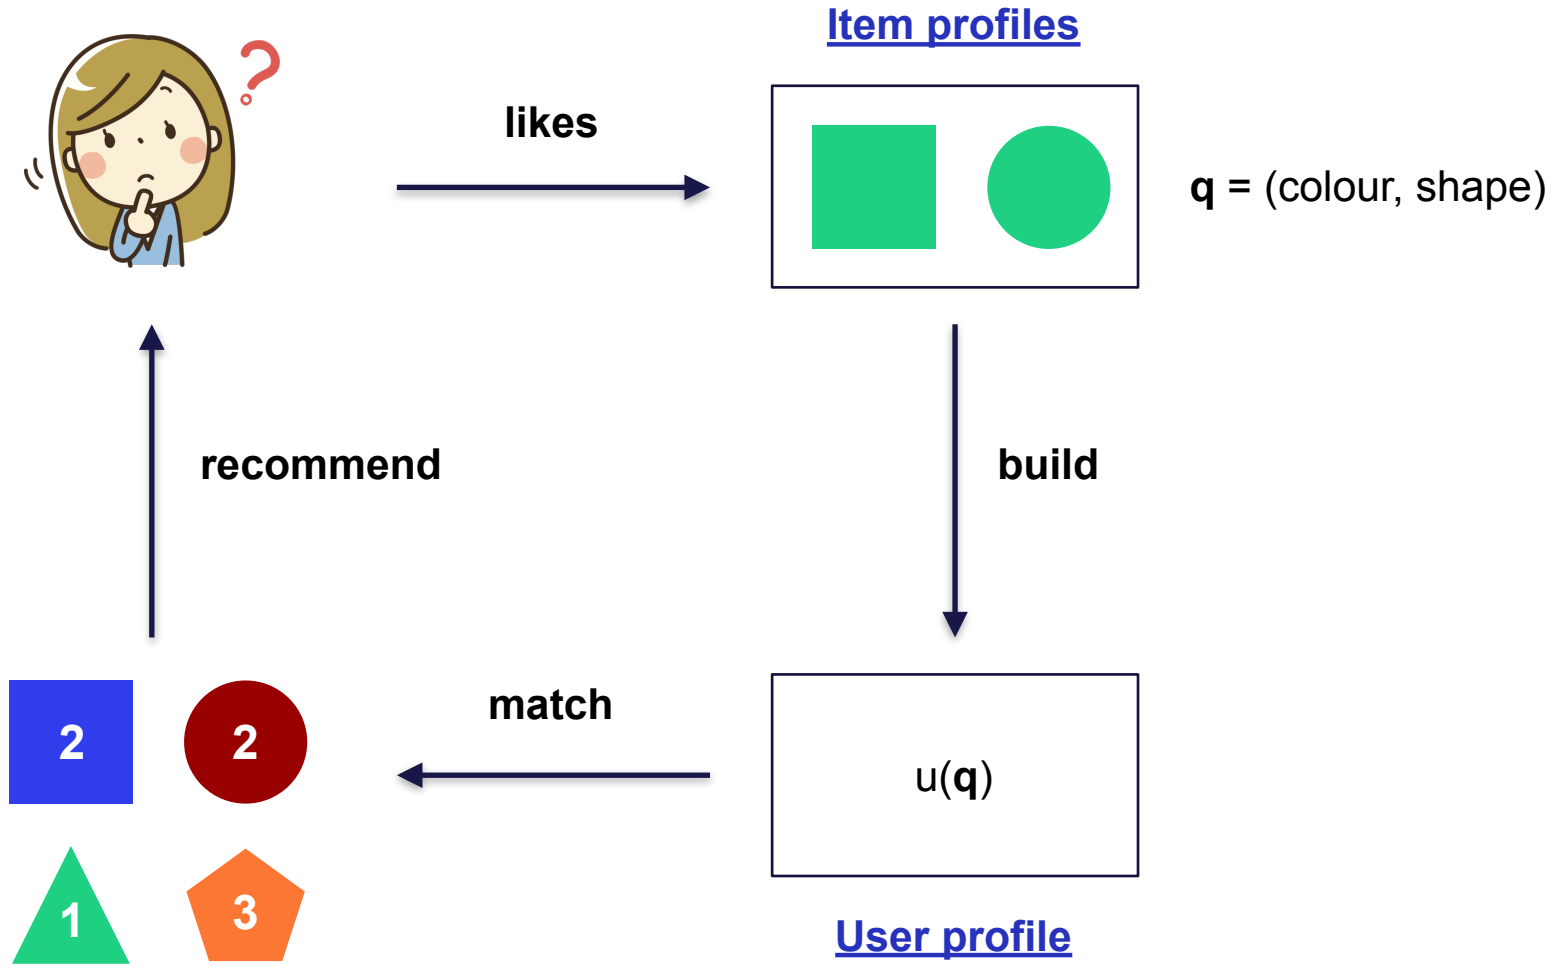 Item profiles
likes
q = (colour, shape)
recommend
build
2
2
match
u(q)
1
3
User profile